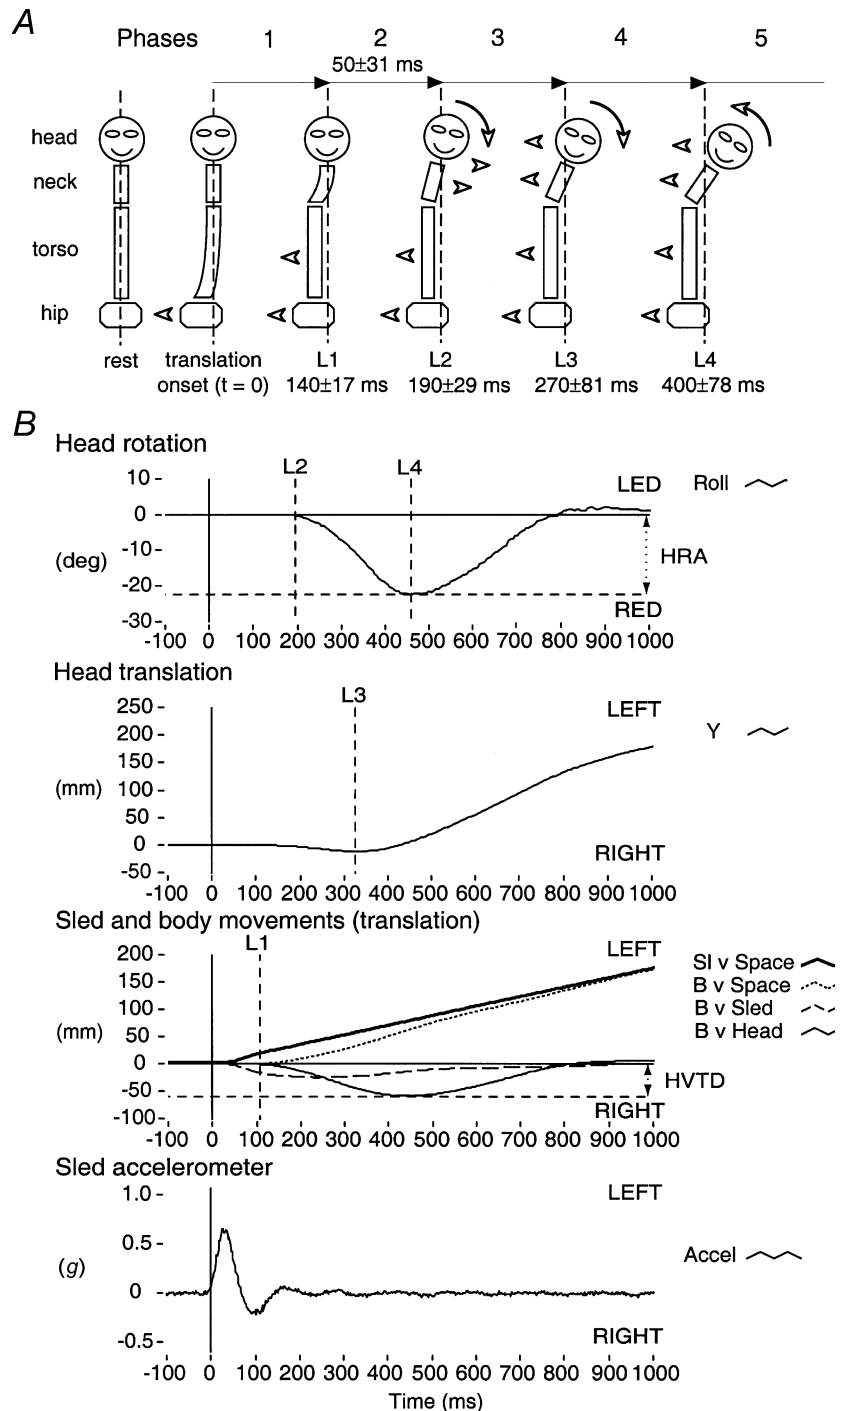 A
Phases 1 2 3 4 5
50±31 ms
head
neck
torso
hip
rest translation L1 L2 L3 L4
onset (t = 0) 140±17 ms 190±29 ms 270±81 ms 400±78 ms
B
Head rotation
L2 L4
10 LED Roll
0
-10
(deg) HRA
-20
RED
-30
-100 0 100 200 300 400 500 600 700 800 900 1000
Head translation
L3
250 LEFT
200 Y
150
(mm) 100
50
0 RIGHT
-50
-100 0 100 200 300 400 500 600 700 800 900 1000
Sled and body movements (translation)
L1
200 LEFT
Sl v Space
150
B v Space
100
B v Sled
(mm) 50
B v Head
0
HVTD
-50
RIGHT
-100
-100 0 100 200 300 400 500 600 700 800 900 1000
Sled accelerometer
1.0 LEFT
0.5
(g) Accel
0
-0.5 RIGHT
-100 0 100 200 300 400 500 600 700 800 900 1000
Time (ms)